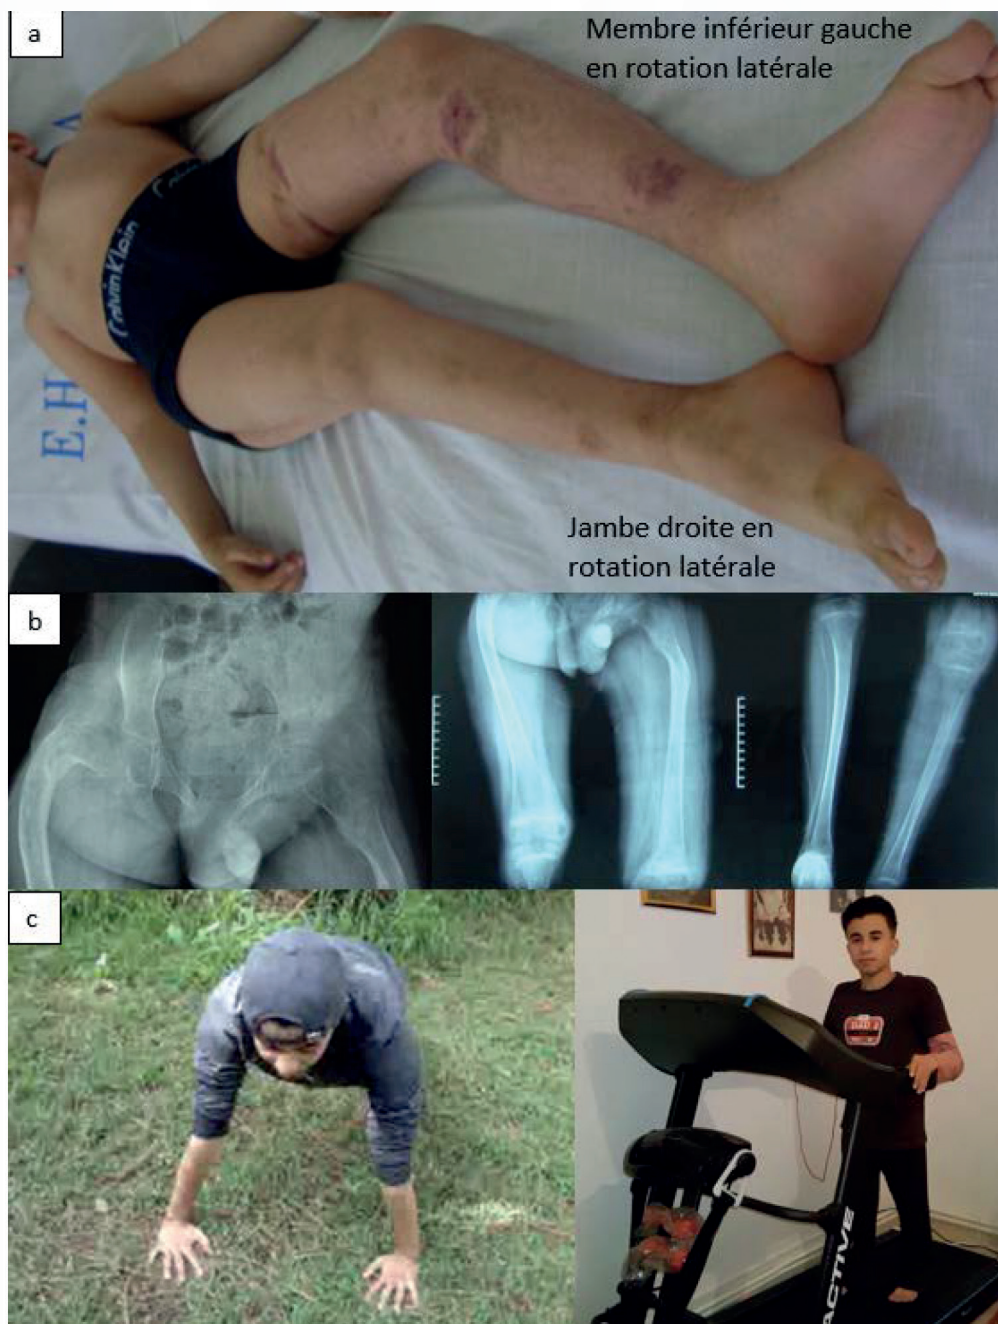 a
Membre inférieur gauche
en rotation latérale
Calvin Klein
E.H
Jambe droite en
rotation latérale
b
c
ACTIVE